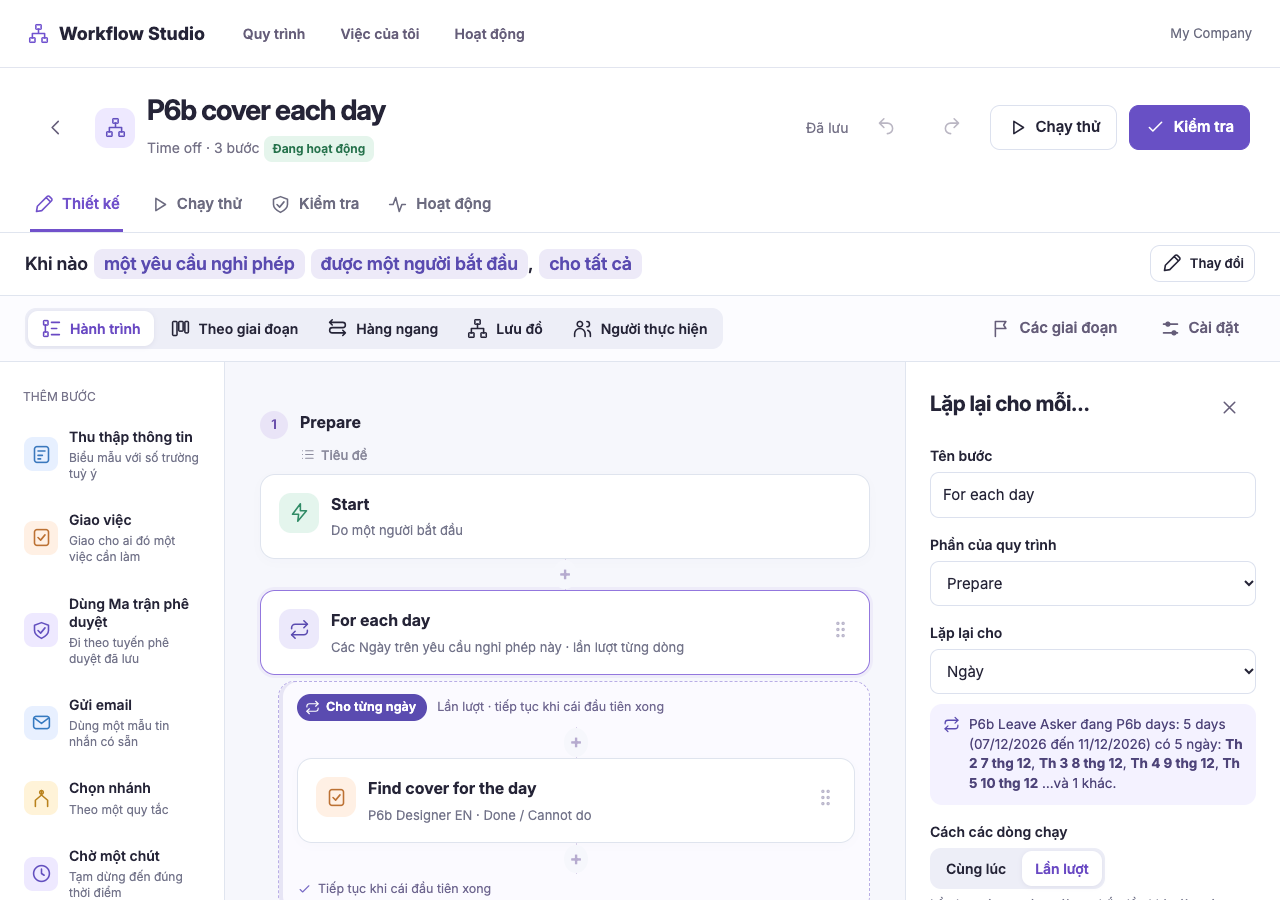 Workflow Studio
Quy trình
Việc của tôi
Hoạt động
My Company
P6b cover each day
Time off · 3 bước
Đang hoạt động
Đã lưu
Chạy thử
Kiểm tra
Thiết kế
Chạy thử
Kiểm tra
Hoạt động
Khi nào một yêu cầu nghỉ phép được một người bắt đầu , cho tất cả
Thay đổi
Hành trình
Theo giai đoạn
Hàng ngang
Lưu đồ
Người thực hiện
Các giai đoạn
Cài đặt
THÊM BƯỚC
Thu thập thông tin
Biểu mẫu với số trường
tuỳ ý
Giao việc
Giao cho ai đó một
việc cần làm
Dùng Ma trận phê
duyệt
Đi theo tuyến phê
duyệt đã lưu
Gửi email
Dùng một mẫu tin
nhắn có sẵn
Chọn nhánh
Theo một quy tắc
Chờ một chút
Tạm dừng đến đúng
thời điểm
1
Prepare
Tiêu đề
Start
Do một người bắt đầu
For each day
Các Ngày trên yêu cầu nghỉ phép này · lần lượt từng dòng
Cho từng ngày
Lần lượt · tiếp tục khi cái đầu tiên xong
Find cover for the day
P6b Designer EN · Done / Cannot do
Tiếp tục khi cái đầu tiên xong
Lặp lại cho mỗi...
Tên bước
For each day
Phần của quy trình
Prepare
Lặp lại cho
Ngày
P6b Leave Asker đang P6b days: 5 days
(07/12/2026 đến 11/12/2026) có 5 ngày: Th
2 7 thg 12, Th 3 8 thg 12, Th 4 9 thg 12, Th
5 10 thg 12 ...và 1 khác.
Cách các dòng chạy
Cùng lúc
Lần lượt